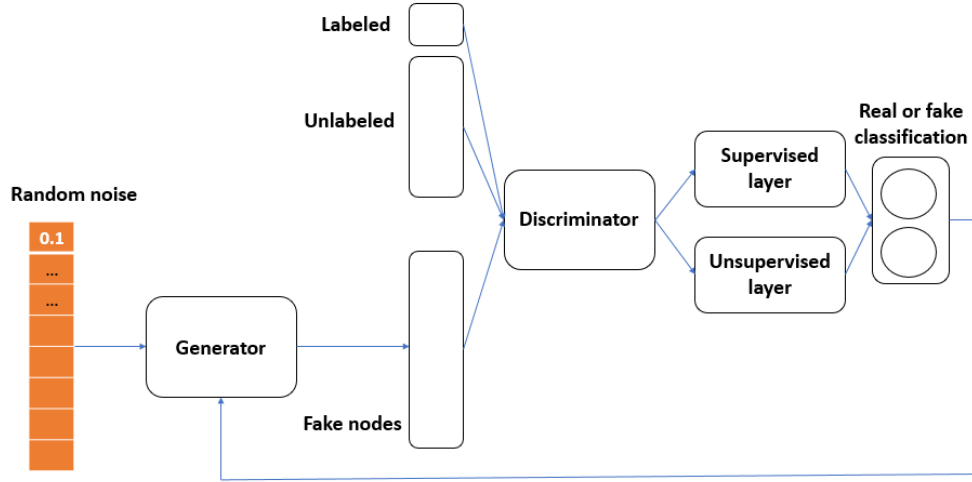 Labeled
Unlabeled
Real or fake
classification
Supervised
layer
Random noise
Discriminator
0.1
...
...
Unsupervised
layer
Generator
Fake nodes